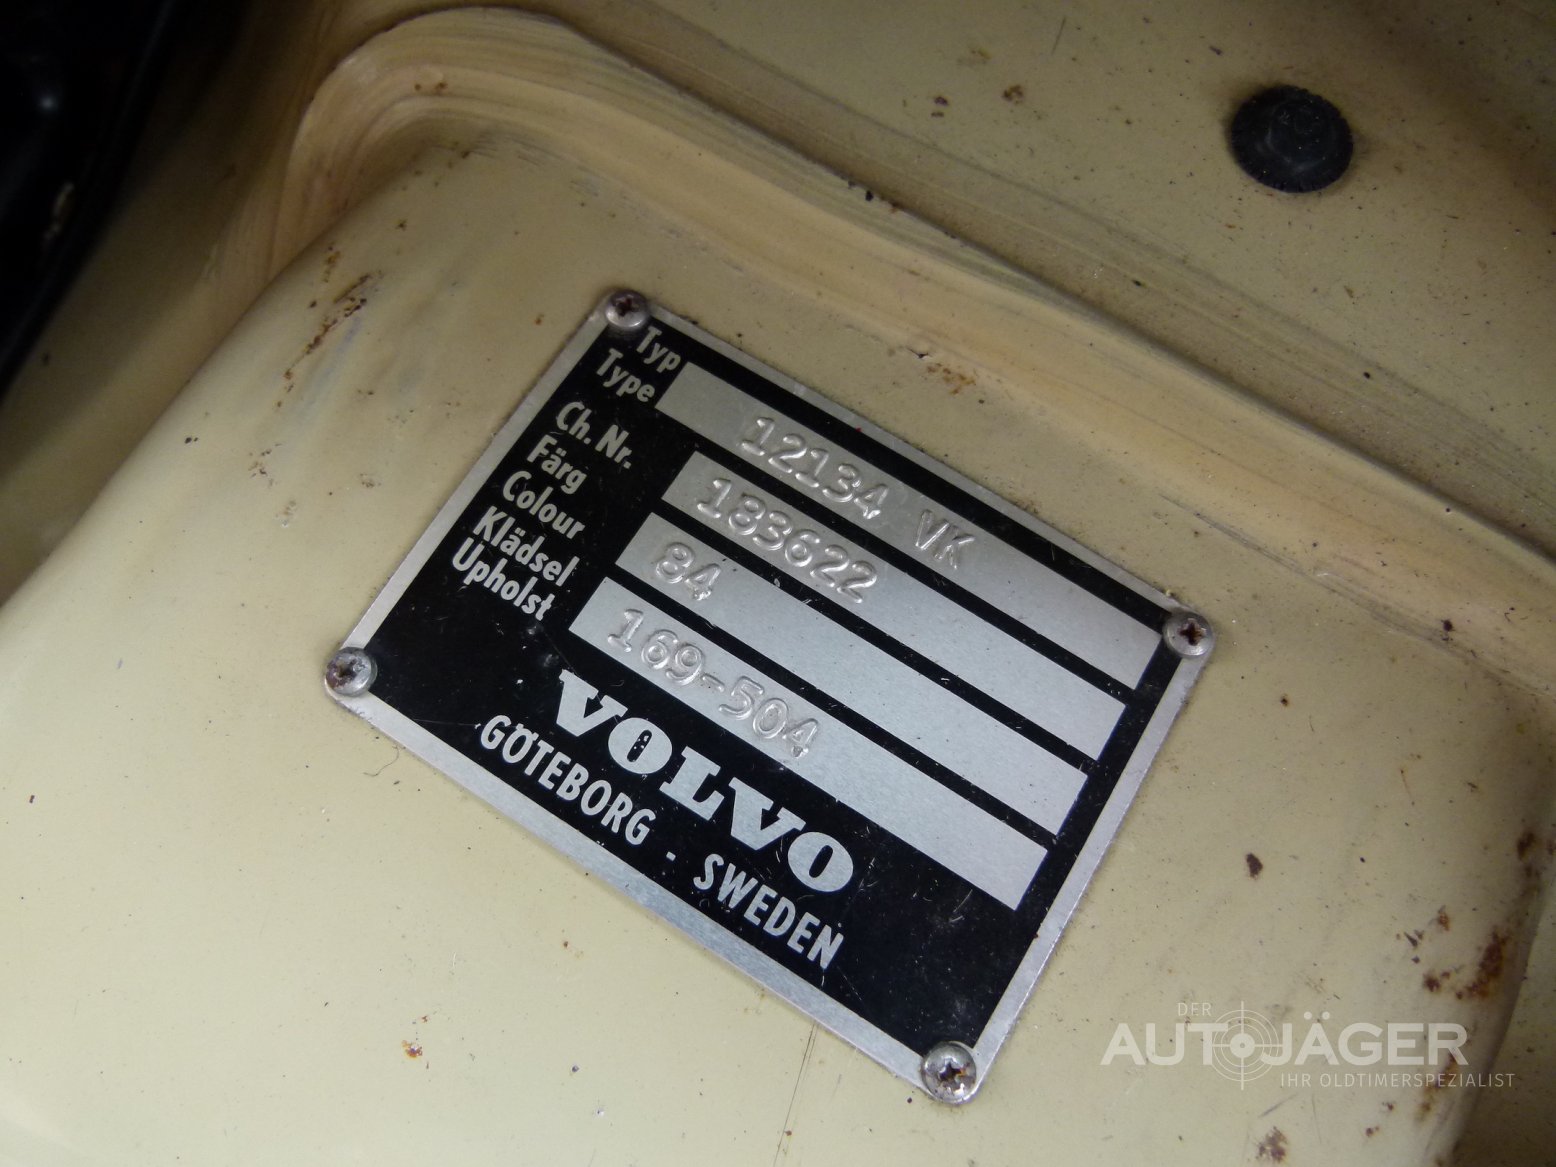 Typ
Type 12134 VK
Ch. Nr. 183622
Färg
Colour 84
Klädsel
Upholst 169-504
VOLVO
GÖTEBORG · SWEDEN
DER
AUTOJÄGER
IHR OLDTIMERSPEZIALIST